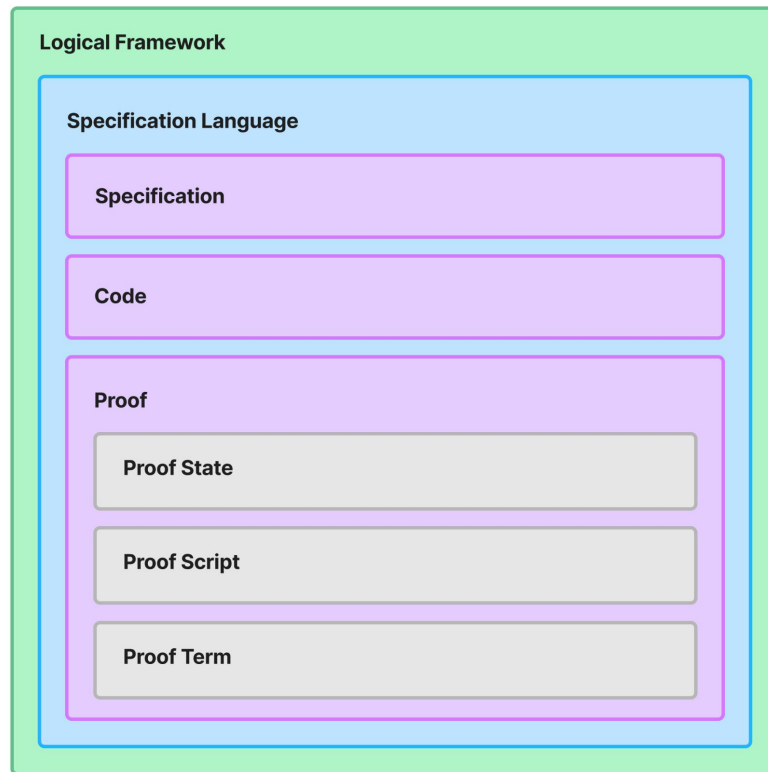 Logical Framework
Specification Language
Specification
Code
Proof
Proof State
Proof Script
Proof Term